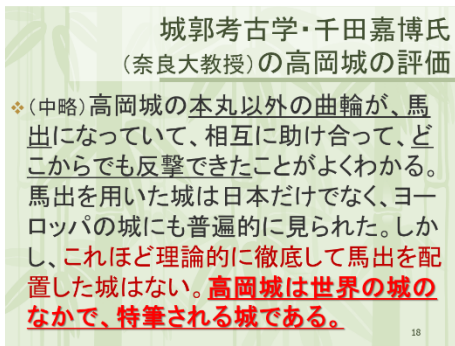 城郭考古学・千田嘉博氏
（奈良大教授）の高岡城の評価
（中略）高岡城の本丸以外の曲輪が、馬
出になっていて、相互に助け合って、ど
こからでも反撃できたことがよくわかる。
馬出を用いた城は日本だけでなく、ヨー
ロッパの城にも普遍的に見られた。しか
し、これほど理論的に徹底して馬出を配
置した城はない。高岡城は世界の城の
なかで、特筆される城である。
18